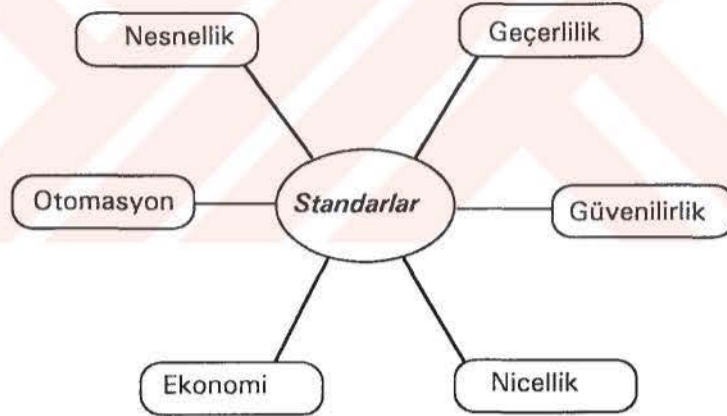 Nesnellik
Geçerlilik
Otomasyon
Standarlar
Güvenilirlik
Ekonomi
Nicellik